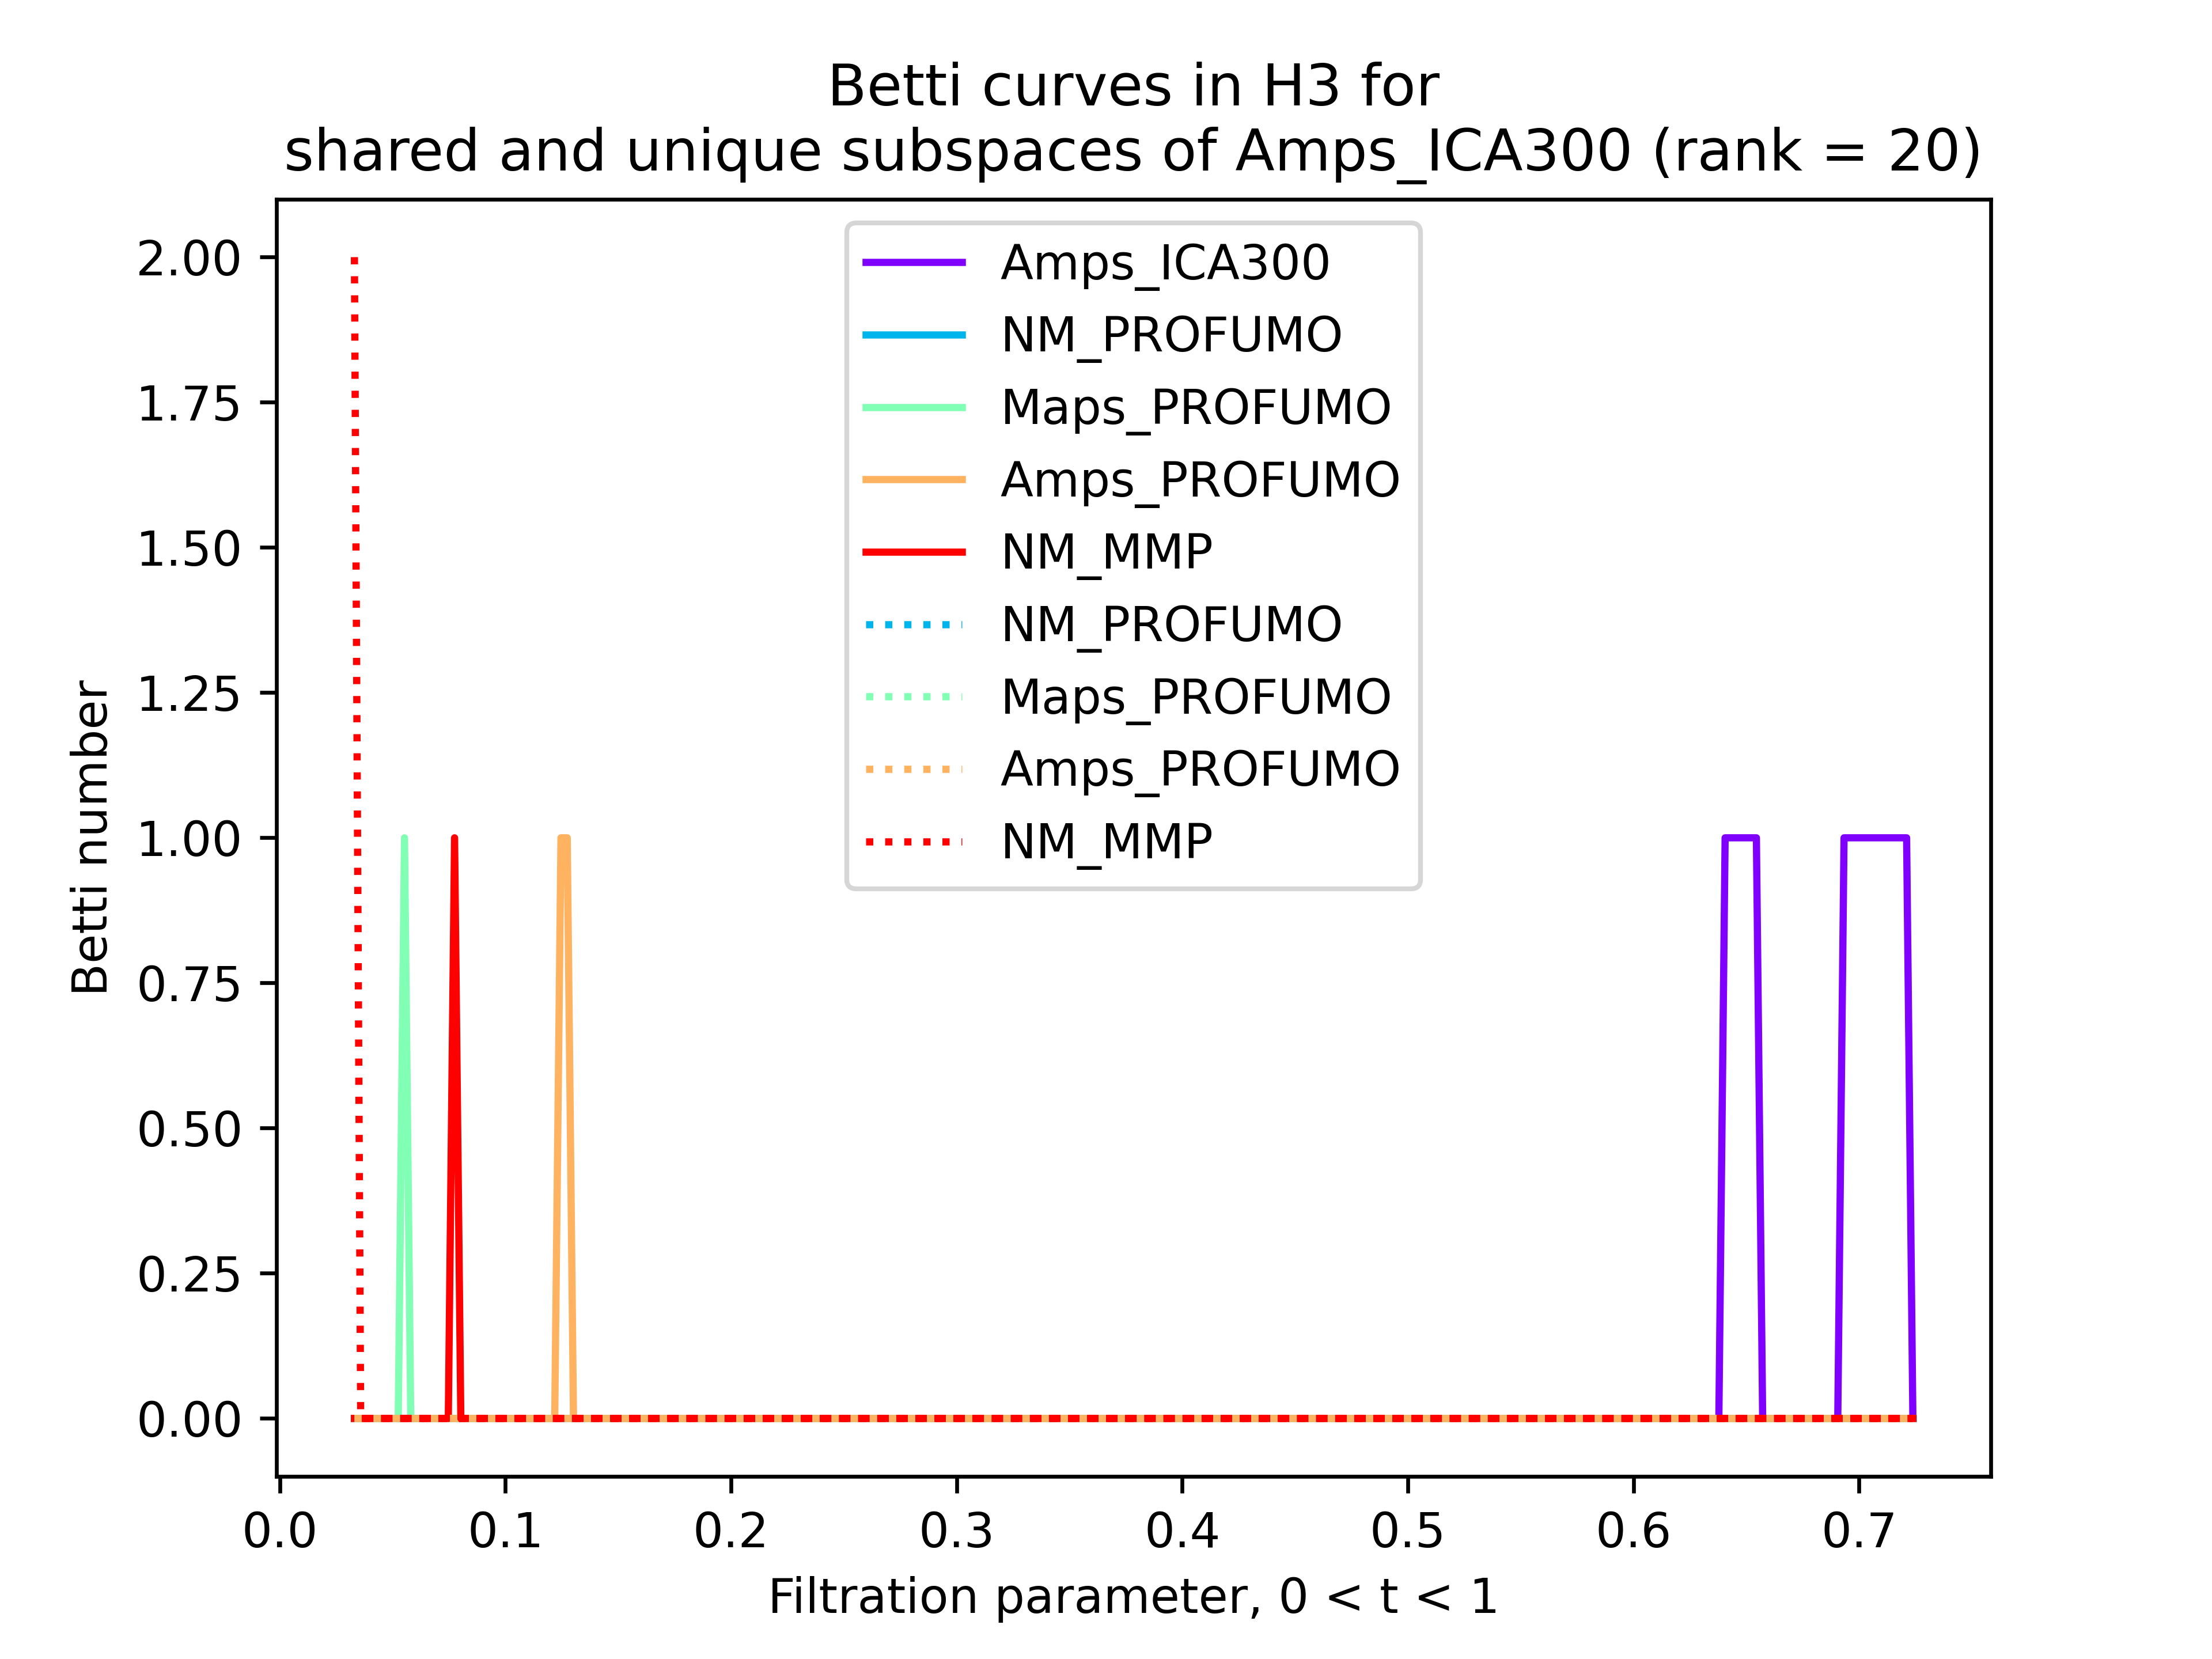 Betti curves in H3 for
shared and unique subspaces of Amps_ICA300 (rank = 20)
Amps_ICA300
NM_PROFUMO
Maps_PROFUMO
Amps_PROFUMO
NM_MMP
NM_PROFUMO
Maps_PROFUMO
Amps_PROFUMO
NM_MMP
Betti number
2.00
1.75
1.50
1.25
1.00
0.75
0.50
0.25
0.00
0.0 0.1 0.2 0.3 0.4 0.5 0.6 0.7
Filtration parameter, 0 < t < 1